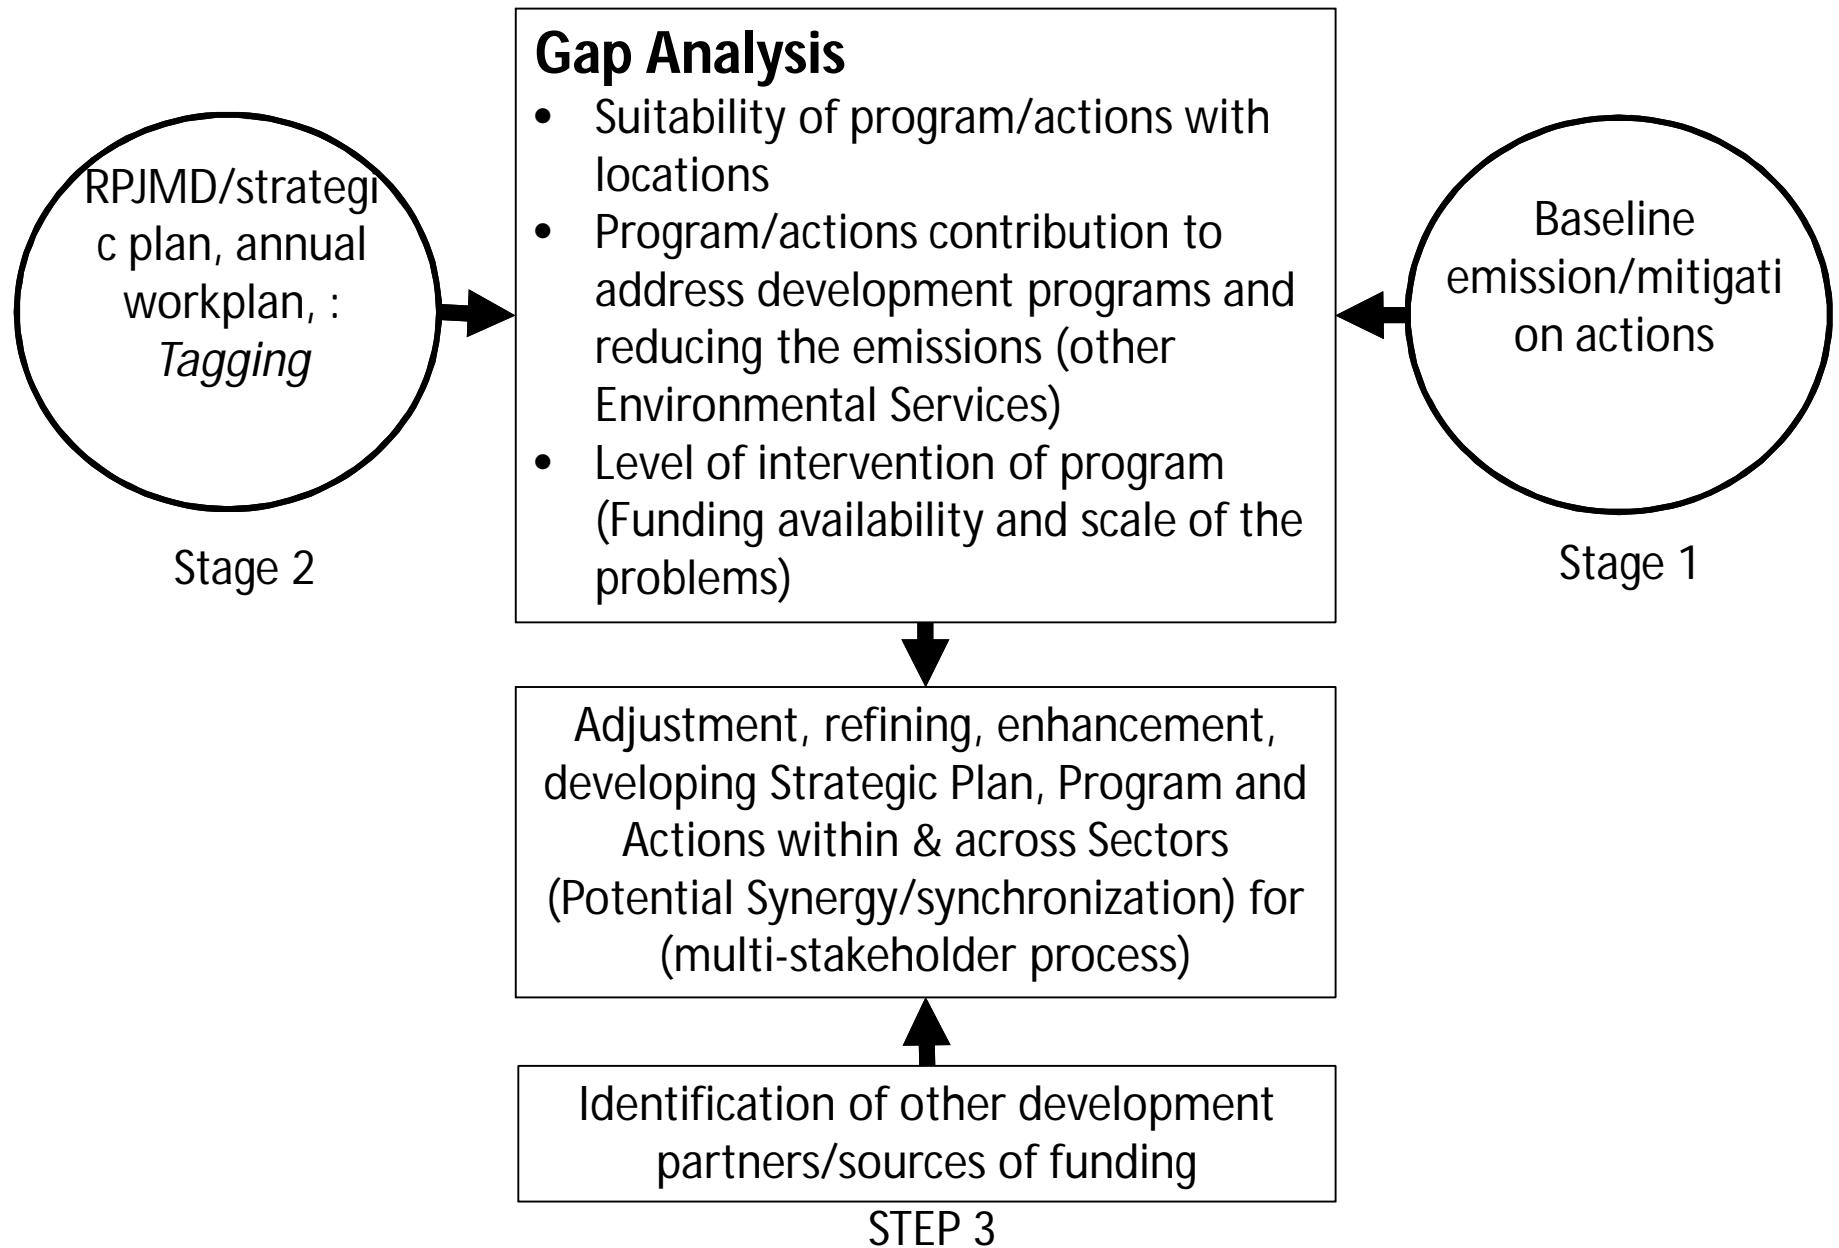 Gap Analysis
• Suitability of program/actions with
locations
• Program/actions contribution to
address development programs and
reducing the emissions (other
Environmental Services)
• Level of intervention of program
(Funding availability and scale of the
problems)
RPJMD/strategi
c plan, annual
workplan, :
Tagging
Stage 2
Baseline
emission/mitigati
on actions
Stage 1
Adjustment, refining, enhancement,
developing Strategic Plan, Program and
Actions within & across Sectors
(Potential Synergy/synchronization) for
(multi-stakeholder process)
Identification of other development
partners/sources of funding
STEP 3